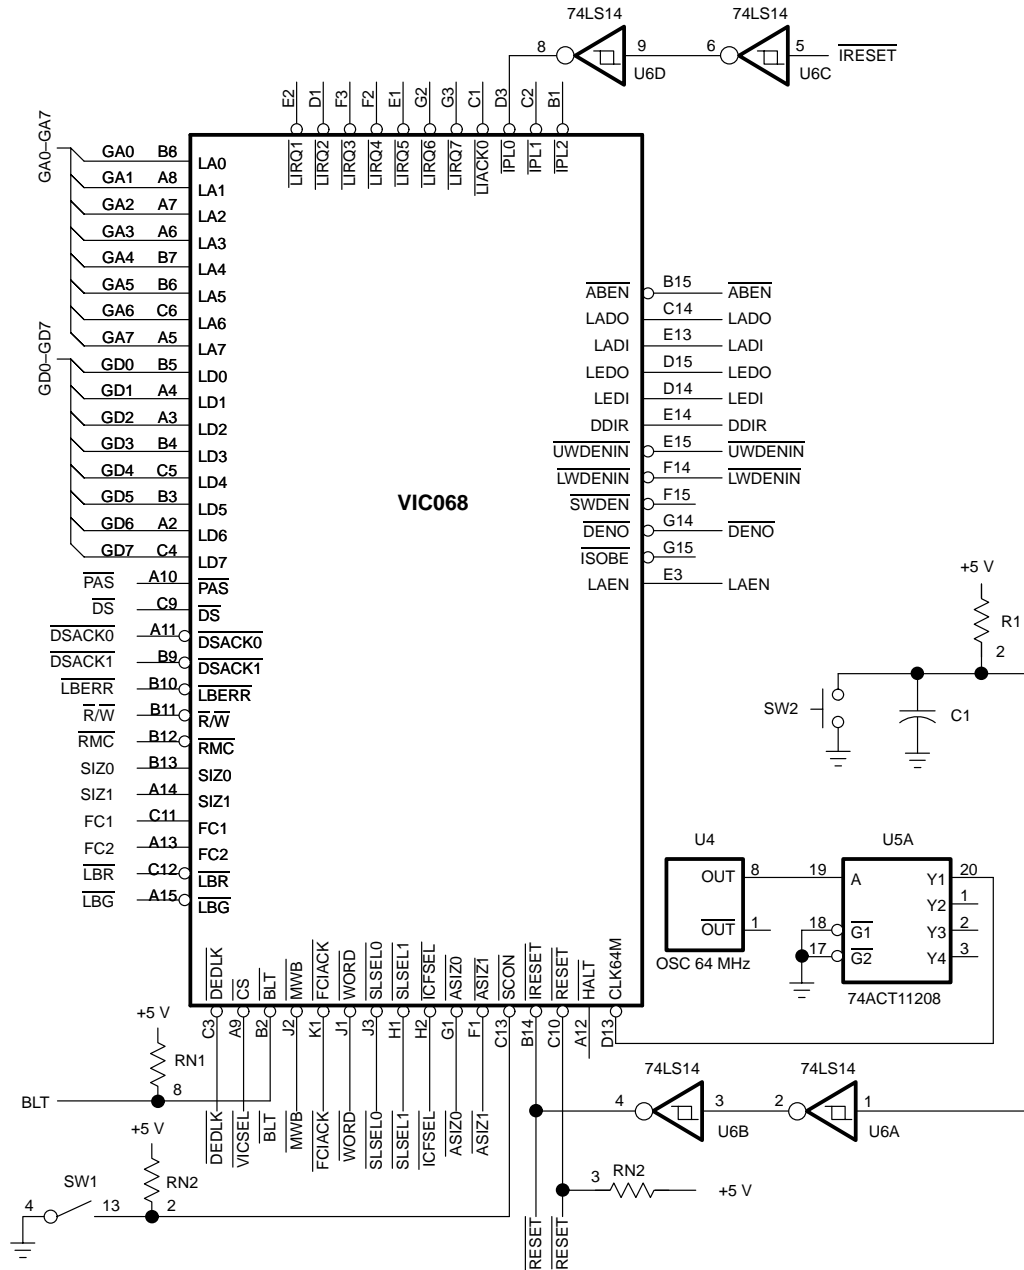 74LS14
74LS14
8
9
6
5
IRESET
U6D
U6C
E2
D1
F3
F2
E1
G2
G3
C1
D3
C2
B1
LIRQ1
LIRQ2
LIRQ3
LIRQ4
LIRQ5
LIRQ6
LIRQ7
LIACK0
IPL0
IPL1
IPL2
GA0–GA7
GA0 B8 LA0
GA1 A8 LA1
GA2 A7 LA2
GA3 A6 LA3
GA4 B7 LA4
GA5 B6 LA5
GA6 C6 LA6
GA7 A5 LA7
GD0–GD7
GD0 B5 LD0
GD1 A4 LD1
GD2 A3 LD2
GD3 B4 LD3
GD4 C5 LD4
GD5 B3 LD5
GD6 A2 LD6
GD7 C4 LD7
PAS A10 PAS
DS C9 DS
DSACK0 A11 DSACK0
DSACK1 B9 DSACK1
LBERR B10 LBERR
R/W B11 R/W
RMC B12 RMC
SIZ0 B13 SIZ0
SIZ1 A14 SIZ1
FC1 C11 FC1
FC2 A13 FC2
LBR C12 LBR
LBG A15 LBG
VIC068
ABEN B15 ABEN
LADO C14 LADO
LADI E13 LADI
LEDO D15 LEDO
LEDI D14 LEDI
DDIR E14 DDIR
UWDENIN E15 UWDENIN
LWDENIN F14 LWDENIN
SWDEN F15
DENO G14 DENO
ISOBE G15
LAEN E3 LAEN
+5 V
R1
2
SW2
C1
U4
OUT 8
OUT 1
OSC 64 MHz
U5A
19 A Y1 20
Y2 1
18 G1 Y3 2
17 G2 Y4 3
74ACT11208
DEDLK
CS
BLT
MWB
FCIACK
WORD
SLSEL0
SLSEL1
ICFSEL
ASIZ0
ASIZ1
SCON
IRESET
RESET
HALT
CLK64M
C3
A9
B2
J2
K1
J1
J3
H1
H2
G1
F1
C13
B14
C10
A12
D13
+5 V
RN1
8
BLT
DEDLK
VICSEL
BLT
MWB
FCIACK
WORD
SLSEL0
SLSEL1
ICFSEL
ASIZ0
ASIZ1
74LS14
74LS14
4
3
2
1
U6B
U6A
+5 V
RN2
SW1
4
13
2
3
RN2
+5 V
RESET
RESET